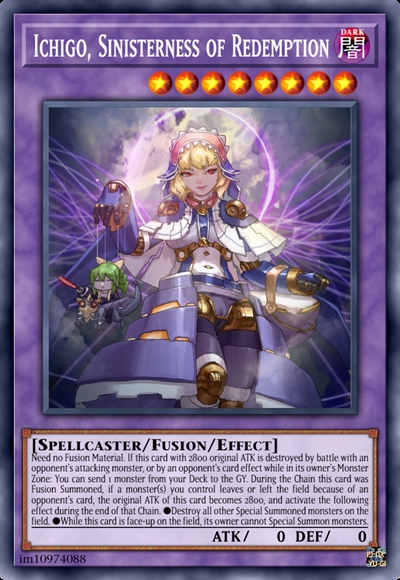 Ichigo, Sinisterness of Redemption
DARK
闇
[Spellcaster/Fusion/Effect]
Need no Fusion Material. If this card with 2800 original ATK is destroyed by battle with an
opponent's attacking monster, or by an opponent's card effect while in its owner's Monster
Zone: You can send 1 monster from your Deck to the GY. During the Chain this card was
Fusion Summoned, if a monster(s) you control leaves or left the field because of an
opponent's card, the original ATK of this card becomes 2800, and activate the following
effect during the end of that Chain. ●Destroy all other Special Summoned monsters on the
field. ●While this card is face-up on the field, its owner cannot Special Summon monsters.
ATK/ 0 DEF/ 0
im10974088